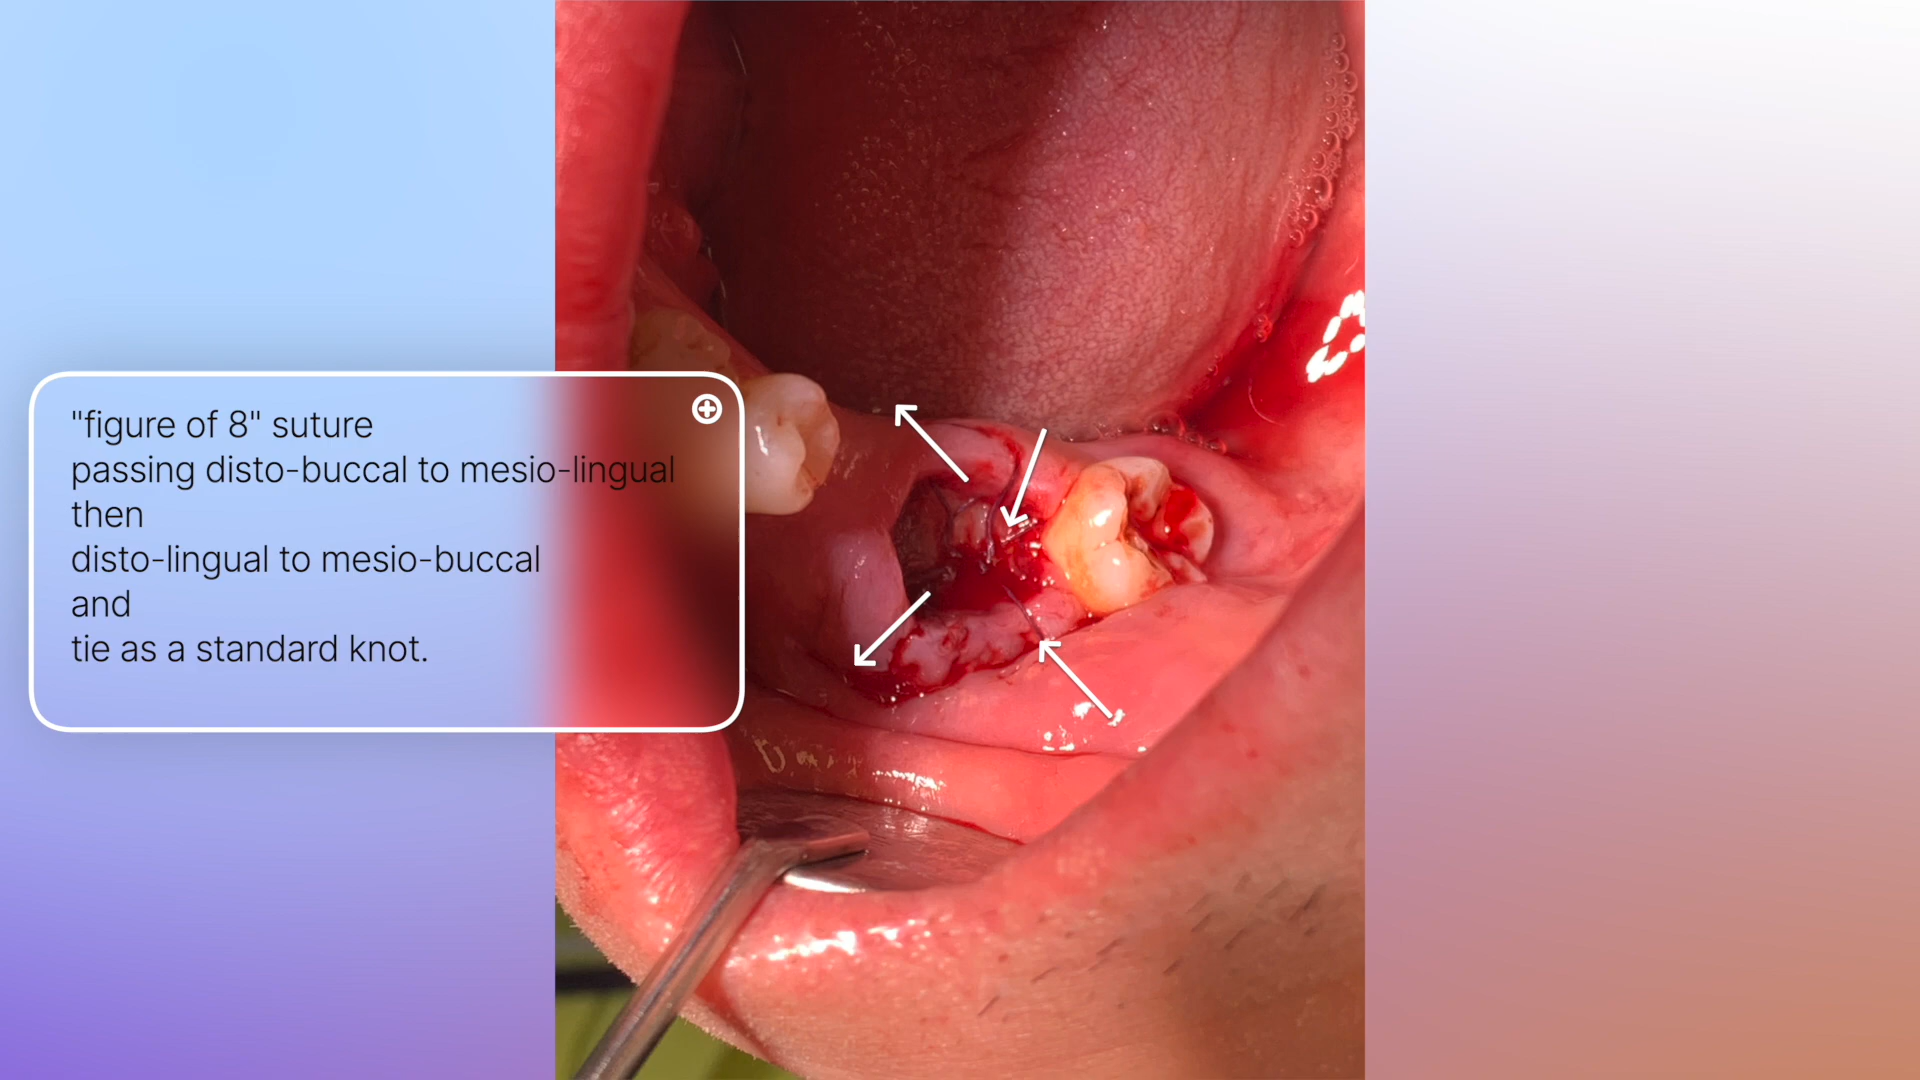 "figure of 8" suture
passing disto-buccal to mesio-lingual
then
disto-lingual to mesio-buccal
and
tie as a standard knot.